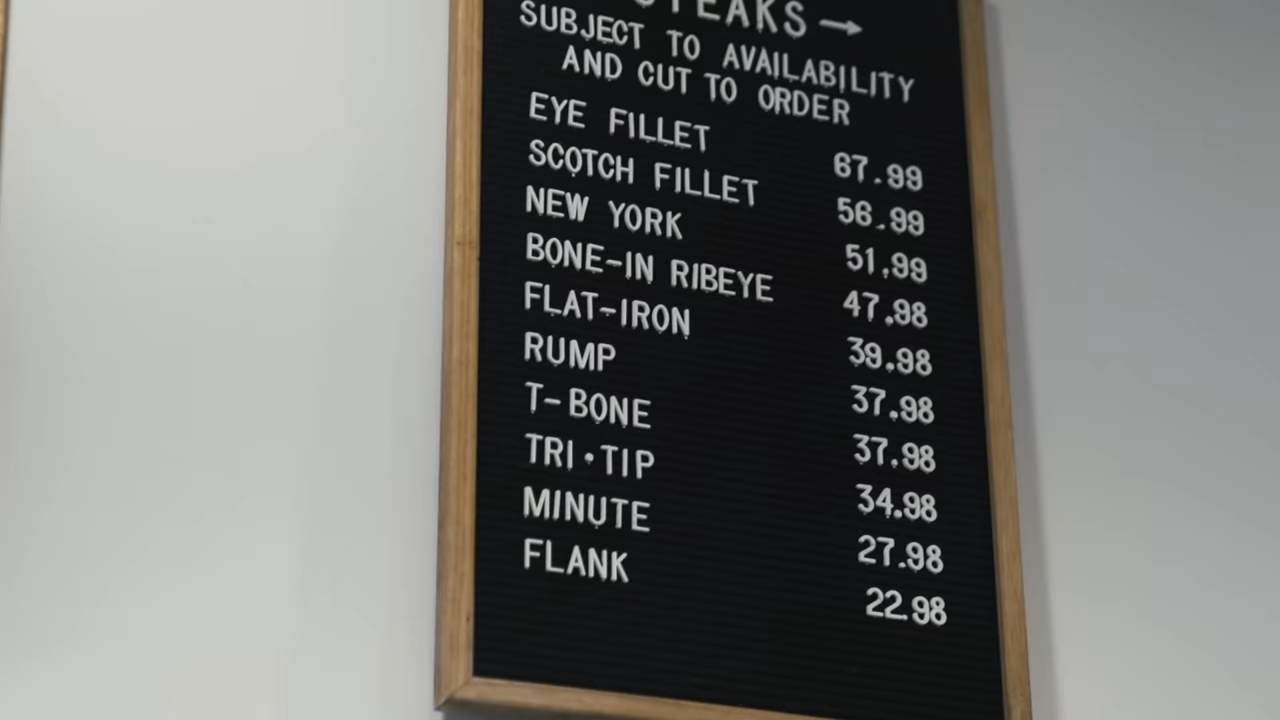 STEAKS →
SUBJECT TO AVAILABILITY
AND CUT TO ORDER
EYE FILLET 67.99
SCOTCH FILLET 56.99
NEW YORK 51.99
BONE-IN RIBEYE 47.98
FLAT-IRON 39.98
RUMP 37.98
T-BONE 37.98
TRI•TIP 34.98
MINUTE 27.98
FLANK 22.98